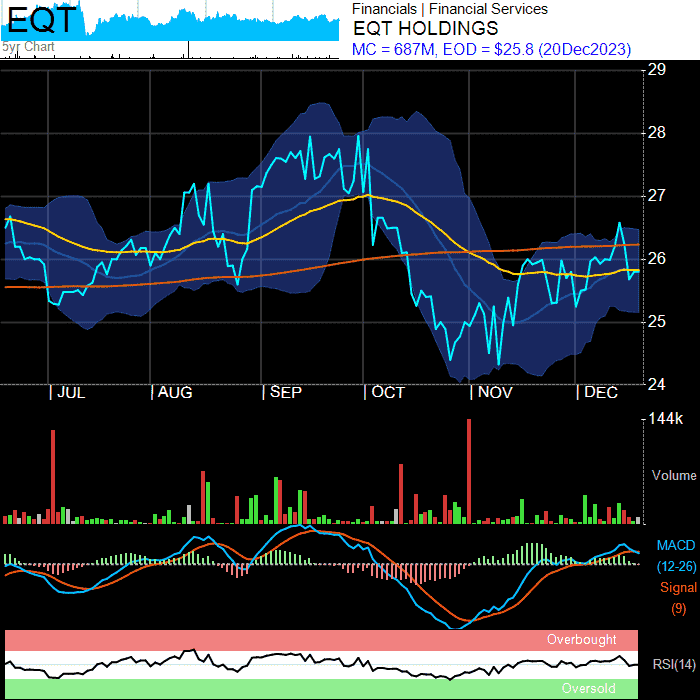 EQT
5yr Chart
Financials | Financial Services
EQT HOLDINGS
MC = 687M, EOD = $25.8 (20Dec2023)
29
28
27
26
25
24
| JUL | AUG | SEP | OCT | NOV | DEC
144k
Volume
MACD
(12-26)
Signal
(9)
Overbought
RSI(14)
Oversold